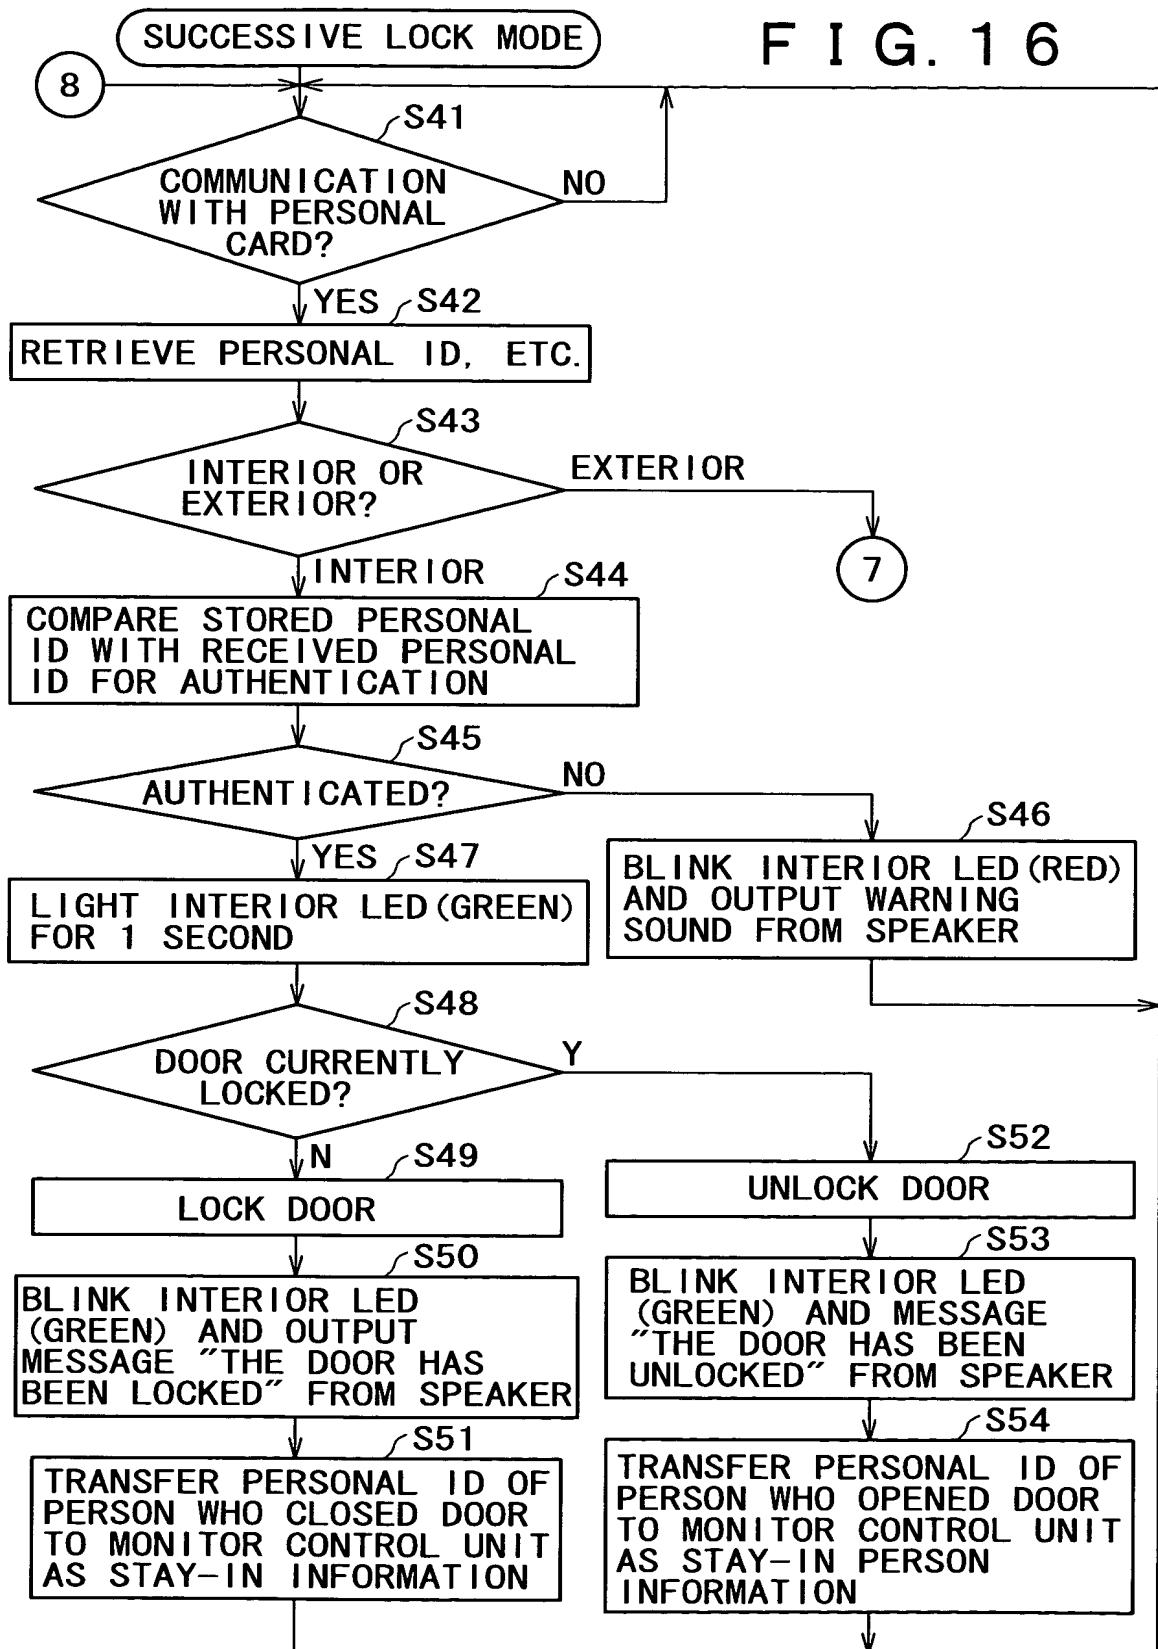 SUCCESSIVE LOCK MODE
FIG. 16
8
S41
COMMUNICATION
WITH PERSONAL
CARD?
NO
YES
S42
RETRIEVE PERSONAL ID, ETC.
S43
INTERIOR OR
EXTERIOR?
EXTERIOR
7
INTERIOR
S44
COMPARE STORED PERSONAL
ID WITH RECEIVED PERSONAL
ID FOR AUTHENTICATION
S45
AUTHENTICATED?
NO
S46
BLINK INTERIOR LED (RED)
AND OUTPUT WARNING
SOUND FROM SPEAKER
YES
S47
LIGHT INTERIOR LED (GREEN)
FOR 1 SECOND
S48
DOOR CURRENTLY
LOCKED?
Y
N
S49
LOCK DOOR
S50
BLINK INTERIOR LED
(GREEN) AND OUTPUT
MESSAGE "THE DOOR HAS
BEEN LOCKED" FROM SPEAKER
S51
TRANSFER PERSONAL ID OF
PERSON WHO CLOSED DOOR
TO MONITOR CONTROL UNIT
AS STAY-IN INFORMATION
S52
UNLOCK DOOR
S53
BLINK INTERIOR LED
(GREEN) AND MESSAGE
"THE DOOR HAS BEEN
UNLOCKED" FROM SPEAKER
S54
TRANSFER PERSONAL ID OF
PERSON WHO OPENED DOOR
TO MONITOR CONTROL UNIT
AS STAY-IN PERSON
INFORMATION